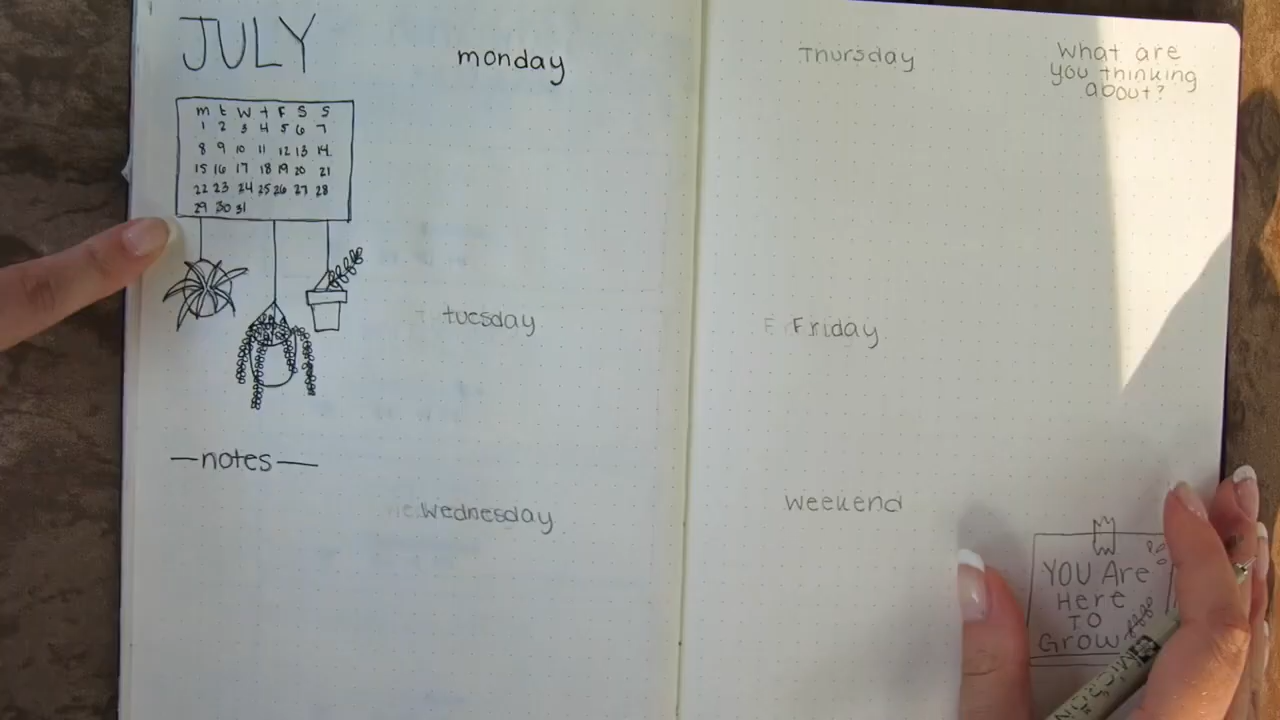 JULY
m t W t F S S
1 2 3 4 5 6 7
8 9 10 11 12 13 14
15 16 17 18 19 20 21
22 23 24 25 26 27 28
29 30 31
—notes—
monday
tuesday
wednesday
Thursday
F Friday
weekend
What are
you thinking
about?
YOU Are
Here
TO
Grow
MICRON